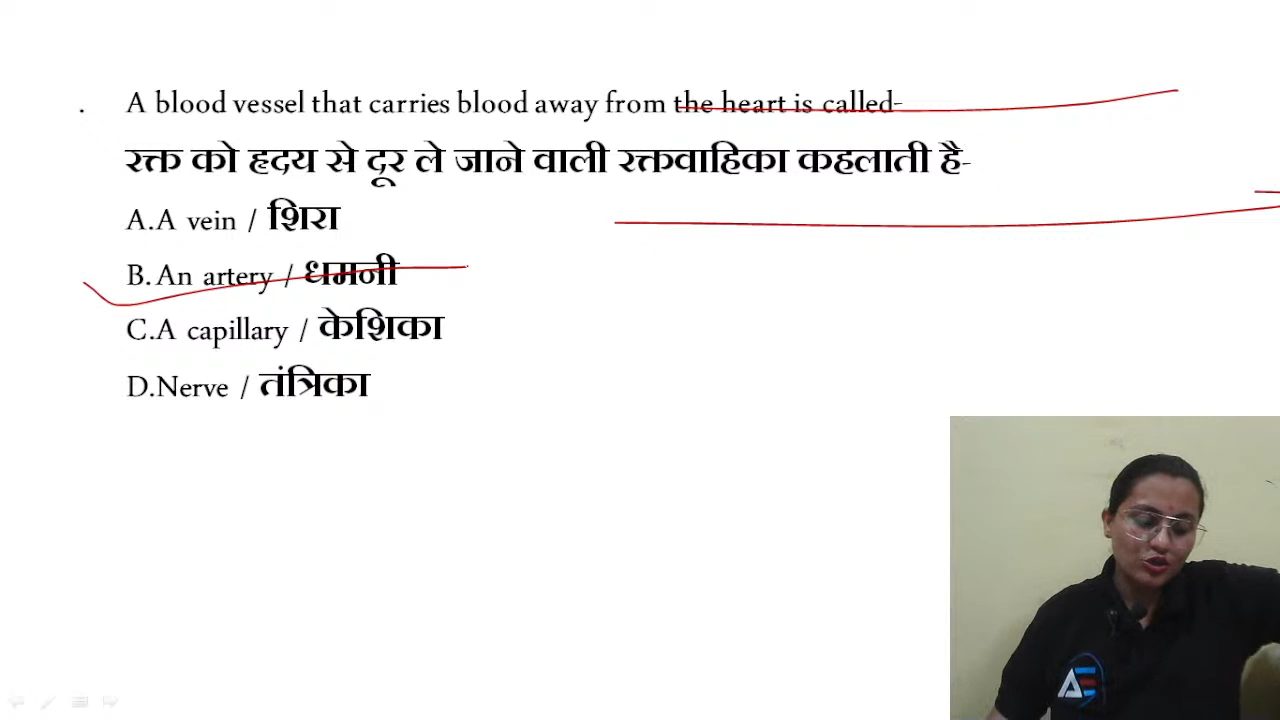 . A blood vessel that carries blood away from the heart is called-
रक्त को हृदय से दूर ले जाने वाली रक्तवाहिका कहलाती है-
A.A vein / शिरा
B.An artery / धमनी
C.A capillary / केशिका
D.Nerve / तंत्रिका
AE